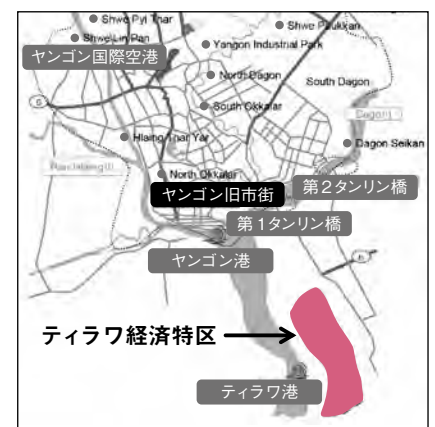 Shwe Pyi Thar
Shwe Lin Pan
Shwe Paukkan
ヤンゴン国際空港
Yangon Industrial Park
North Dagon
South Dagon
South Okkalar
Hlaing Thar Yar
Dagon Seikan
North Okkalar
ヤンゴン旧市街
第2タンリン橋
第1タンリン橋
ヤンゴン港
6
ティラワ経済特区
ティラワ港